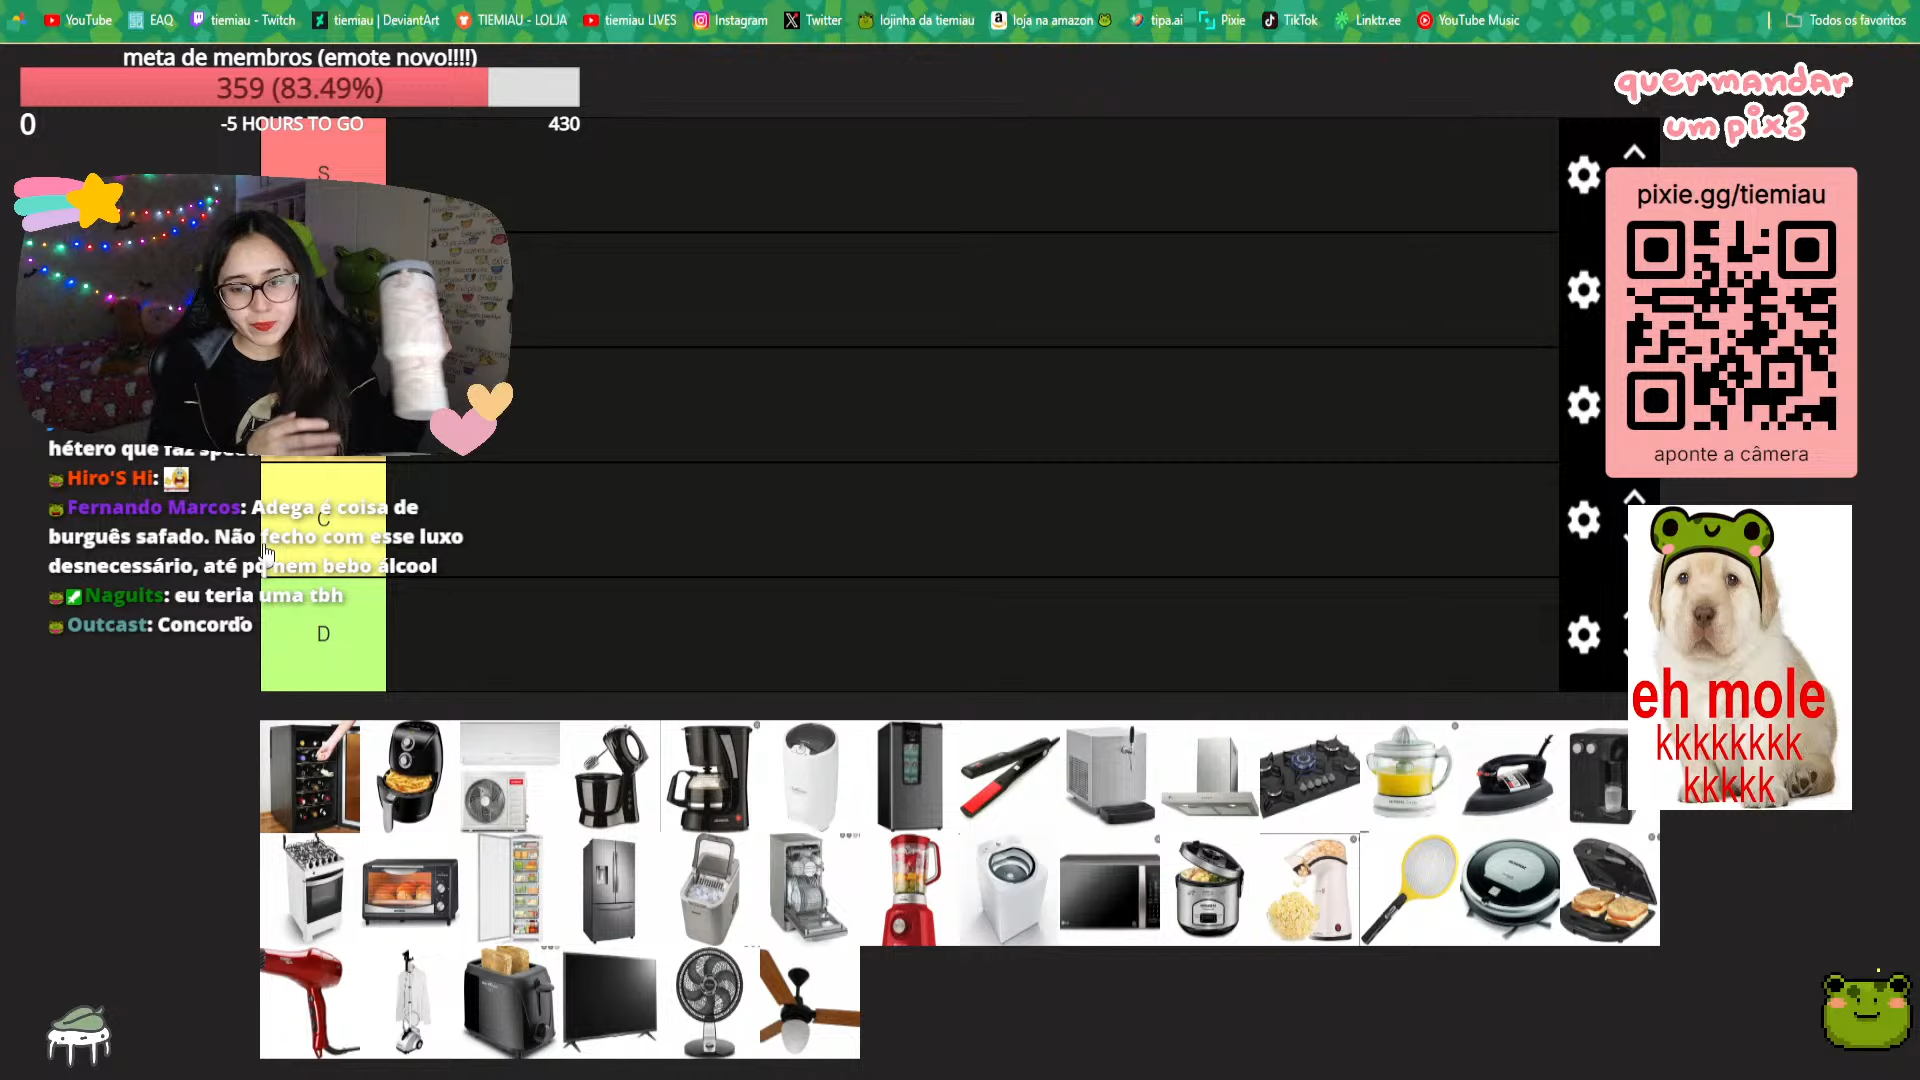 YouTube
EAQ
tiemiau - Twitch
tiemiau | DeviantArt
TIEMIAU - LOLJA
tiemiau LIVES
Instagram
Twitter
lojinha da tiemiau
loja na amazon
tipa.ai
Pixie
TikTok
Linktr.ee
YouTube Music
Todos os favoritos
meta de membros (emote novo!!!!)
359 (83.49%)
0
-5 HOURS TO GO
430
S
C
D
hétero que faz
Hiro'S Hi:
Fernando Marcos: Adega é coisa de
burguês safado. Não fecho com esse luxo
desnecessário, até pq nem bebo álcool
Naguits: eu teria uma tbh
Outcast: Concordo
quer mandar
um pix?
pixie.gg/tiemiau
aponte a câmera
eh mole
kkkkkkkk
kkkkk